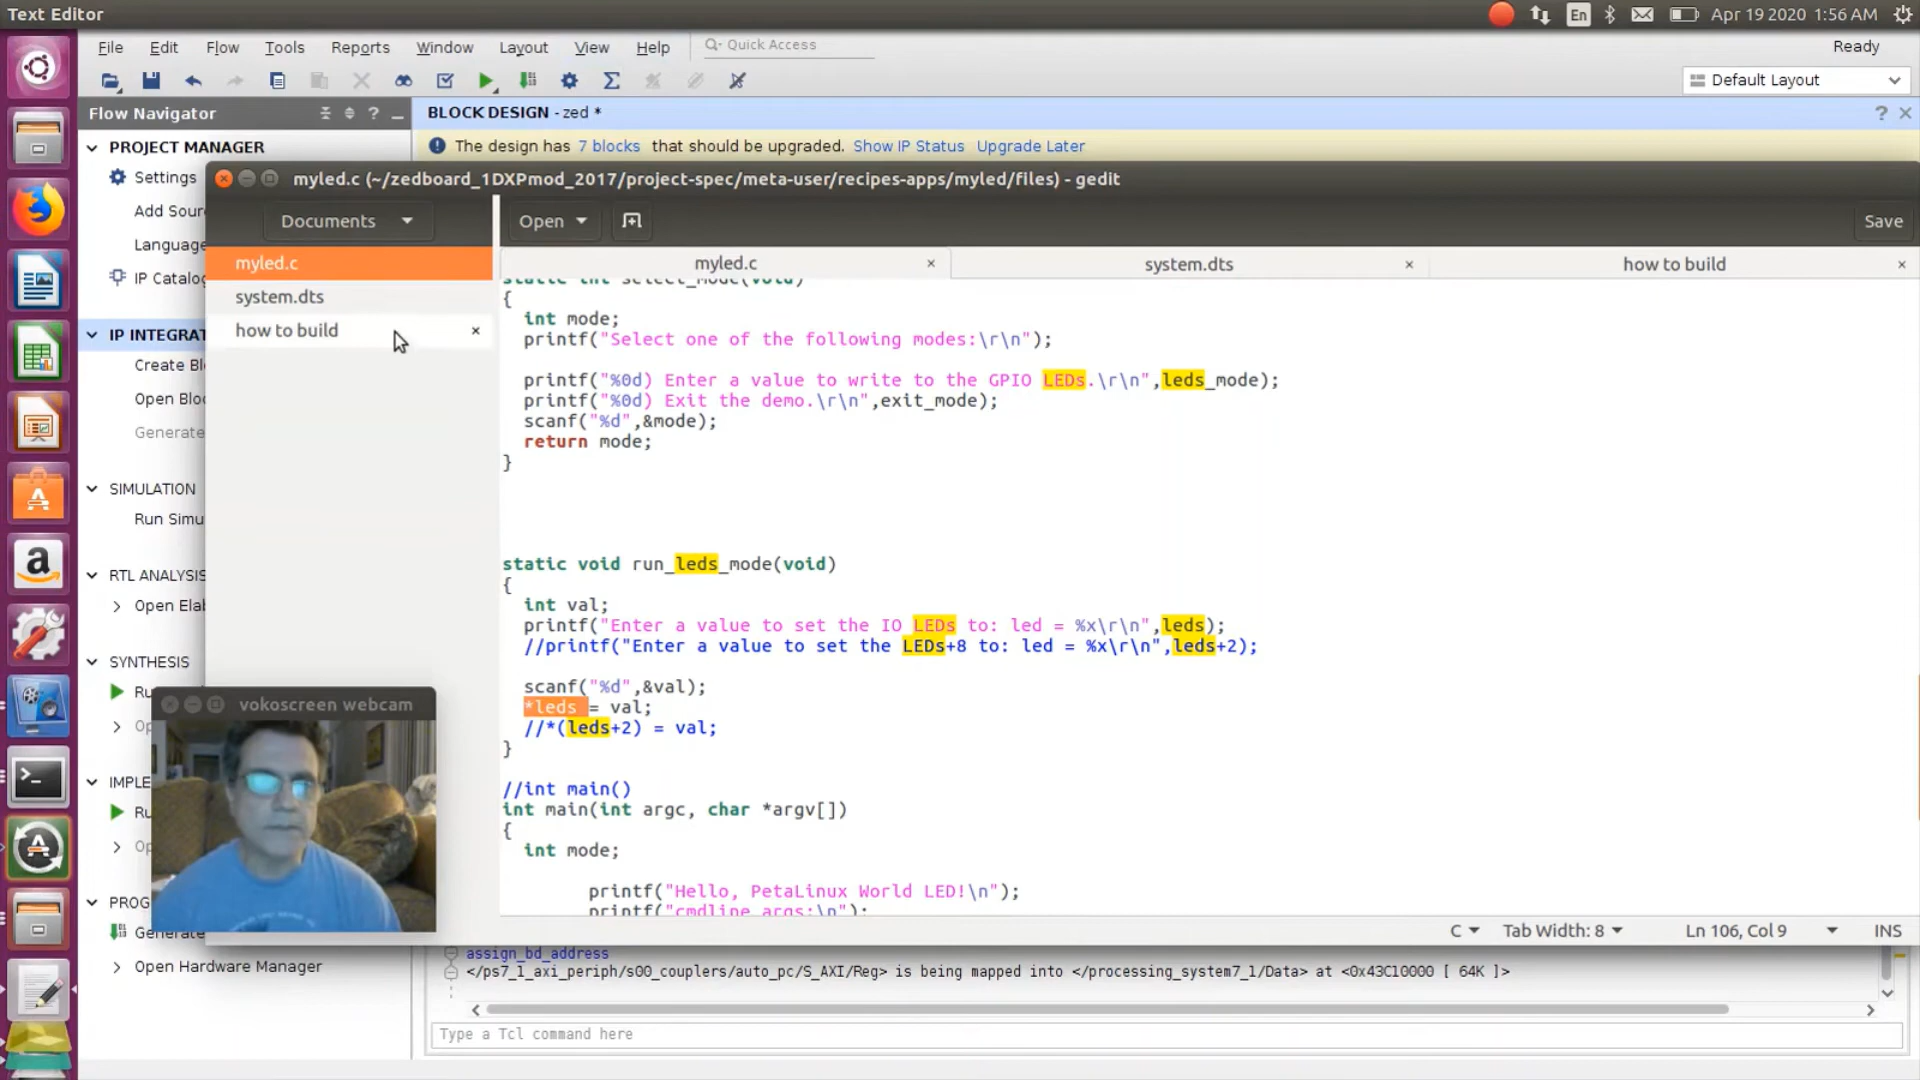 Text Editor
En
Apr 19 2020 1:56 AM
File Edit Flow Tools Reports Window Layout View Help
Quick Access
Ready
Default Layout
Flow Navigator
BLOCK DESIGN - zed *
PROJECT MANAGER
The design has 7 blocks that should be upgraded. Show IP Status Upgrade Later
Settings
myled.c (~/zedboard_1DXPmod_2017/project-spec/meta-user/recipes-apps/myled/files) - gedit
Add Sour
Documents
Open
Save
Language
myled.c
myled.c
system.dts
how to build
IP Catalog
system.dts
how to build
IP INTEGRAT
Create Bl
Open Bloc
Generate
SIMULATION
Run Simu
RTL ANALYSIS
Open Elab
SYNTHESIS
Ru
Op
IMPLE
Ru
Op
PROG
Genera
Open Hardware Manager
vokoscreen webcam
static int select_mode(void)
{
int mode;
printf("Select one of the following modes:\r\n");
printf("%0d) Enter a value to write to the GPIO LEDs.\r\n",leds_mode);
printf("%0d) Exit the demo.\r\n",exit_mode);
scanf("%d",&mode);
return mode;
}
static void run_leds_mode(void)
{
int val;
printf("Enter a value to set the IO LEDs to: led = %x\r\n",leds);
//printf("Enter a value to set the LEDs+8 to: led = %x\r\n",leds+2);
scanf("%d",&val);
*leds = val;
//*(leds+2) = val;
}
//int main()
int main(int argc, char *argv[])
{
int mode;
printf("Hello, PetaLinux World LED!\n");
printf("cmdline args:\n");
C
Tab Width: 8
Ln 106, Col 9
INS
assign_bd_address
</ps7_1_axi_periph/s00_couplers/auto_pc/S_AXI/Reg> is being mapped into </processing_system7_1/Data> at <0x43C10000 [ 64K ]>
Type a Tcl command here